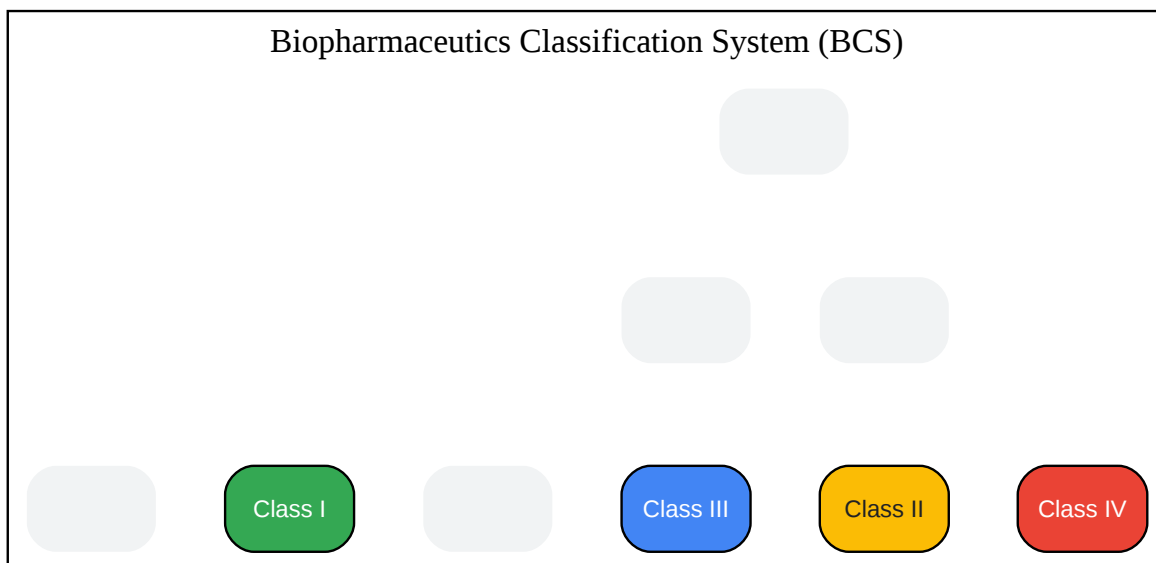 Biopharmaceutics Classification System (BCS)
Class I
Class III
Class II
Class IV